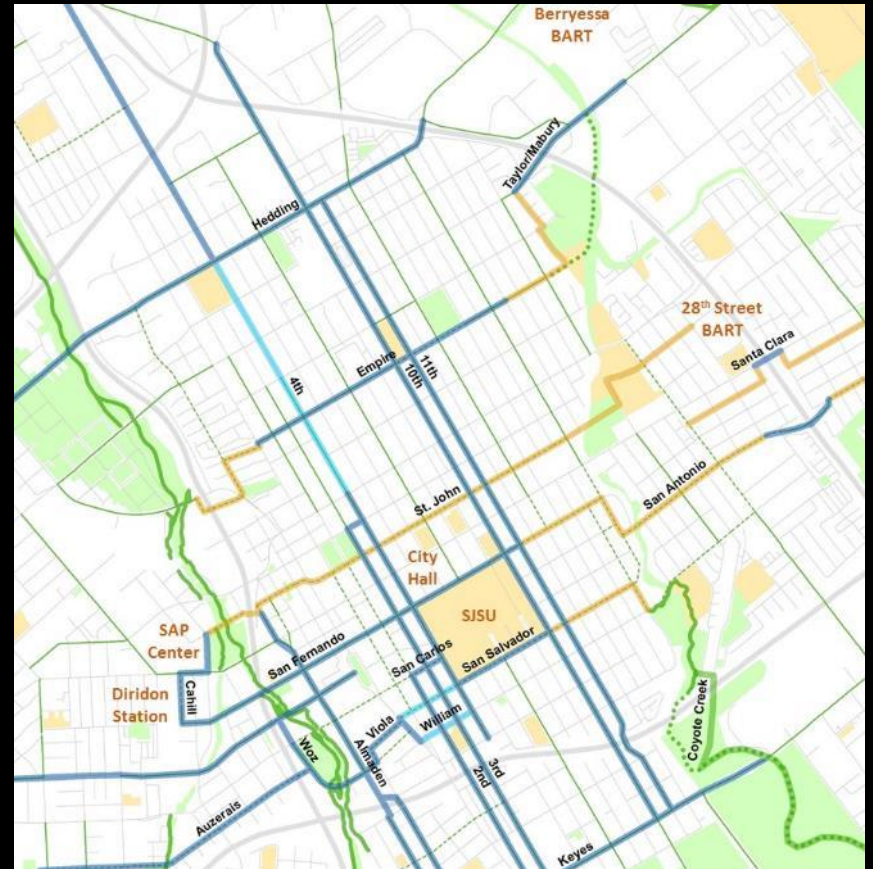 Berryessa
BART
Taylor/Mabury
Hedding
28th Street
BART
Santa Clara
Empire
11th
10th
4th
St. John
San Antonio
City
Hall
SJSU
SAP
Center
San Fernando
San Carlos
San Salvador
Diridon
Station
Cahill
Viola
William
Woz
Almaden
Coyote Creek
3rd
2nd
Auzerais
Keyes